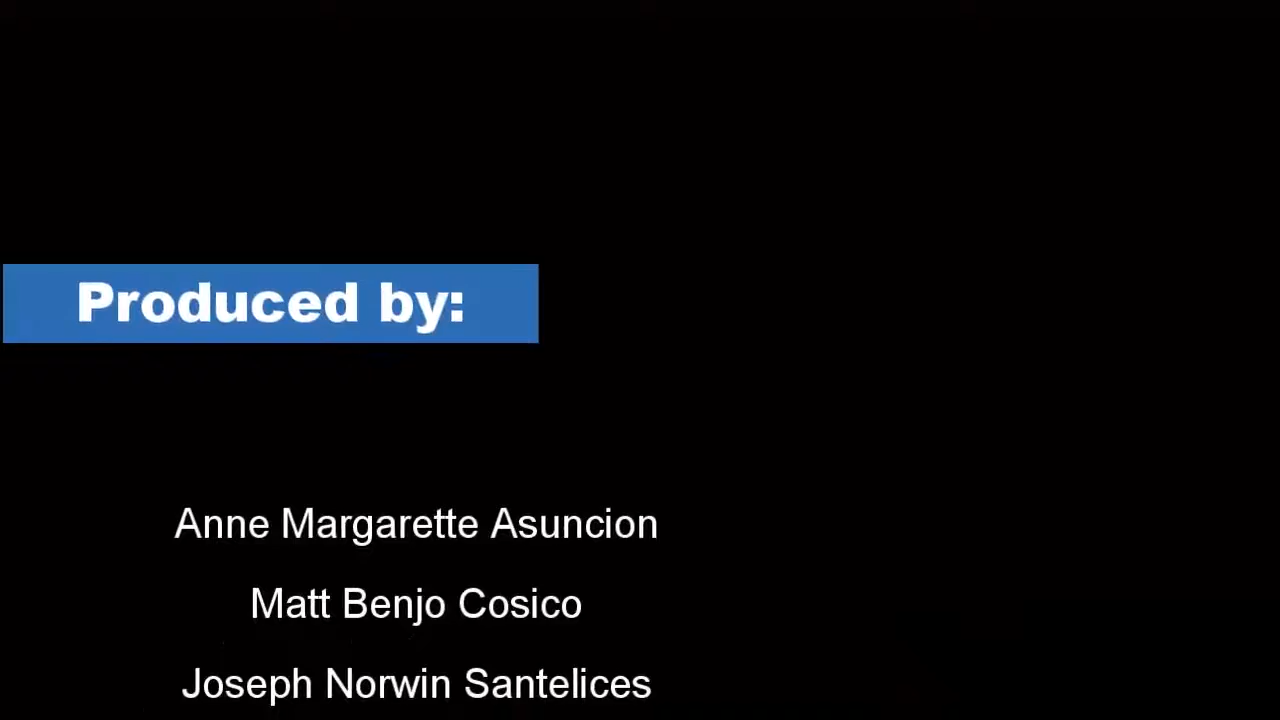 Produced by:
Anne Margarette Asuncion
Matt Benjo Cosico
Joseph Norwin Santelices